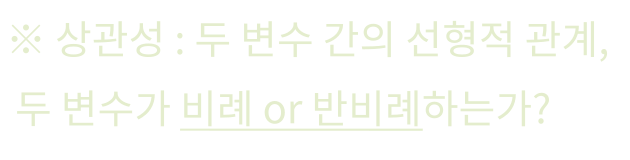 ※ 상관성 : 두 변수 간의 선형적 관계,
두 변수가 비례 or 반비례하는가?